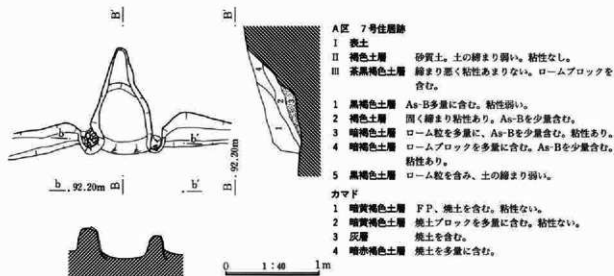 A区 7号住居跡
I 表土
II 褐色土層 砂質土。土の締まり弱い。粘性なし。
III 茶黒褐色土層 締まり悪く粘性あまりない。ロームブロックを
含む。
1 黒褐色土層 As-B多量に含む。粘性弱い。
2 褐色土層 固く締まり粘性あり。As-Bを少量含む。
3 暗褐色土層 ローム粒を多量に、As-Bを少量含む。粘性あり。
4 暗褐色土層 ロームブロックを多量に含む。As-Bを少量含む。
粘性あり。
5 黒褐色土層 ローム粒を含み、土の締まり弱い。
カマド
1 暗黄褐色土層 FP、焼土を含む。粘性ない。
2 暗黄褐色土層 焼土ブロックを多量に含む。粘性ない。
3 灰層 焼土を含む。
4 暗赤褐色土層 焼土を多量に含む。
B'
B'
4
2
3
1
b
b'
b .92.20m
B
b'
B .92.20m
0 1:40 1m